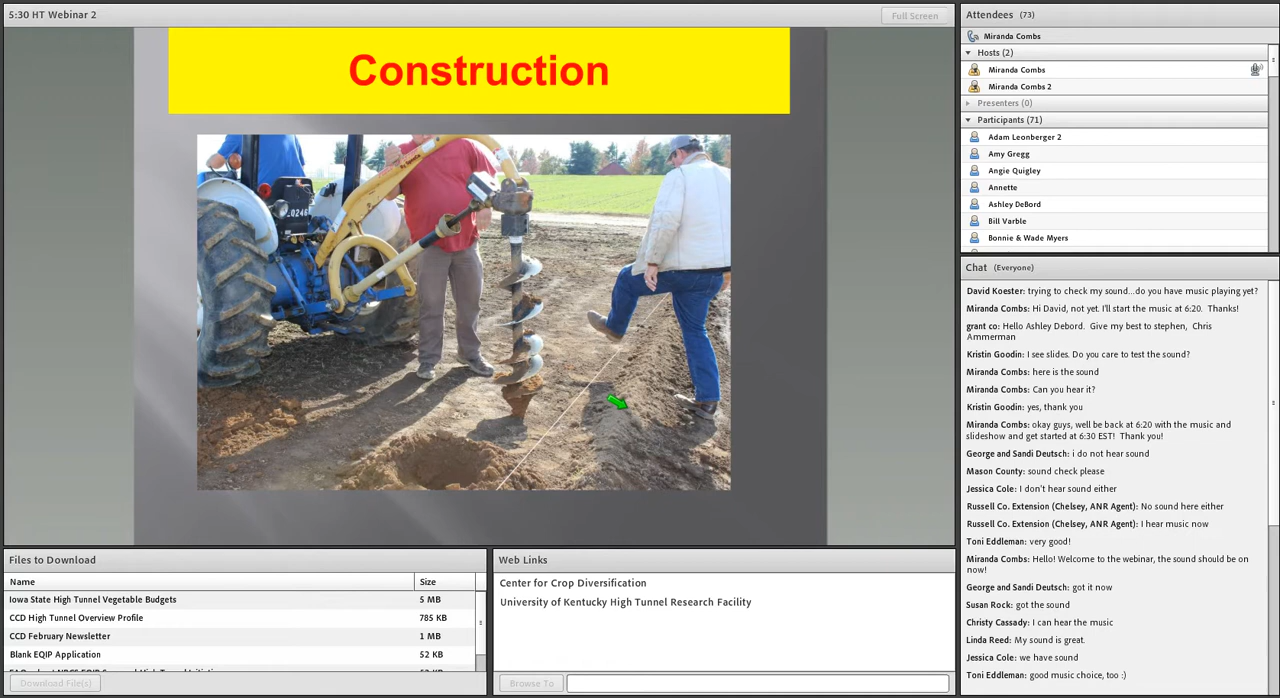 5:30 HT Webinar 2
Full Screen
Construction
0246
Files to Download
Name Size
Iowa State High Tunnel Vegetable Budgets 5 MB
CCD High Tunnel Overview Profile 785 KB
CCD February Newsletter 1 MB
Blank EQIP Application 52 KB
Download File(s)
Web Links
Center for Crop Diversification
University of Kentucky High Tunnel Research Facility
Browse To
Attendees (73)
Miranda Combs
Hosts (2)
Miranda Combs
Miranda Combs 2
Presenters (0)
Participants (71)
Adam Leonberger 2
Amy Gregg
Angie Quigley
Annette
Ashley DeBord
Bill Varble
Bonnie & Wade Myers
Chat (Everyone)
David Koester: trying to check my sound...do you have music playing yet?
Miranda Combs: Hi David, not yet. I'll start the music at 6:20. Thanks!
grant co: Hello Ashley Debord. Give my best to stephen, Chris
Ammerman
Kristin Goodin: I see slides. Do you care to test the sound?
Miranda Combs: here is the sound
Miranda Combs: Can you hear it?
Kristin Goodin: yes, thank you
Miranda Combs: okay guys, well be back at 6:20 with the music and
slideshow and get started at 6:30 EST! Thank you!
George and Sandi Deutsch: i do not hear sound
Mason County: sound check please
Jessica Cole: I don't hear sound either
Russell Co. Extension (Chelsey, ANR Agent): No sound here either
Russell Co. Extension (Chelsey, ANR Agent): I hear music now
Toni Eddleman: very good!
Miranda Combs: Hello! Welcome to the webinar, the sound should be on
now!
George and Sandi Deutsch: got it now
Susan Rock: got the sound
Christy Cassady: I can hear the music
Linda Reed: My sound is great.
Jessica Cole: we have sound
Toni Eddleman: good music choice, too :)